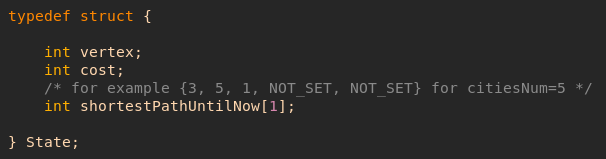 typedef struct {
int vertex;
int cost;
/* for example {3, 5, 1, NOT_SET, NOT_SET} for citiesNum=5 */
int shortestPathUntilNow[1];
} State;